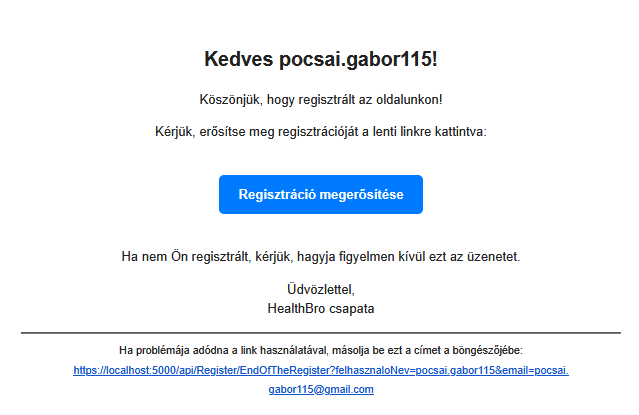 Kedves pocsai.gabor115!
Köszönjük, hogy regisztrált az oldalunkon!
Kérjük, erősítse meg regisztrációját a lenti linkre kattintva:
Regisztráció megerősítése
Ha nem Ön regisztrált, kérjük, hagyja figyelmen kívül ezt az üzenetet.
Üdvözlettel,
HealthBro csapata
Ha problémája adódna a link használatával, másolja be ezt a címet a böngészőjébe:
https://localhost:5000/api/Register/EndOfTheRegister?felhasznaloNev=pocsai.gabor115&email=pocsai.
gabor115@gmail.com